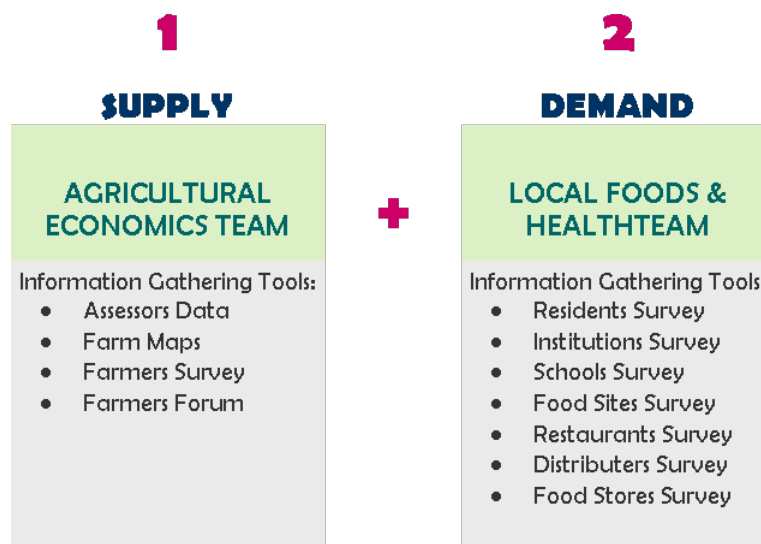 1
SUPPLY
AGRICULTURAL
ECONOMICS TEAM
Information Gathering Tools:
• Assessors Data
• Farm Maps
• Farmers Survey
• Farmers Forum
+
2
DEMAND
LOCAL FOODS &
HEALTHTEAM
Information Gathering Tools
• Residents Survey
• Institutions Survey
• Schools Survey
• Food Sites Survey
• Restaurants Survey
• Distributers Survey
• Food Stores Survey